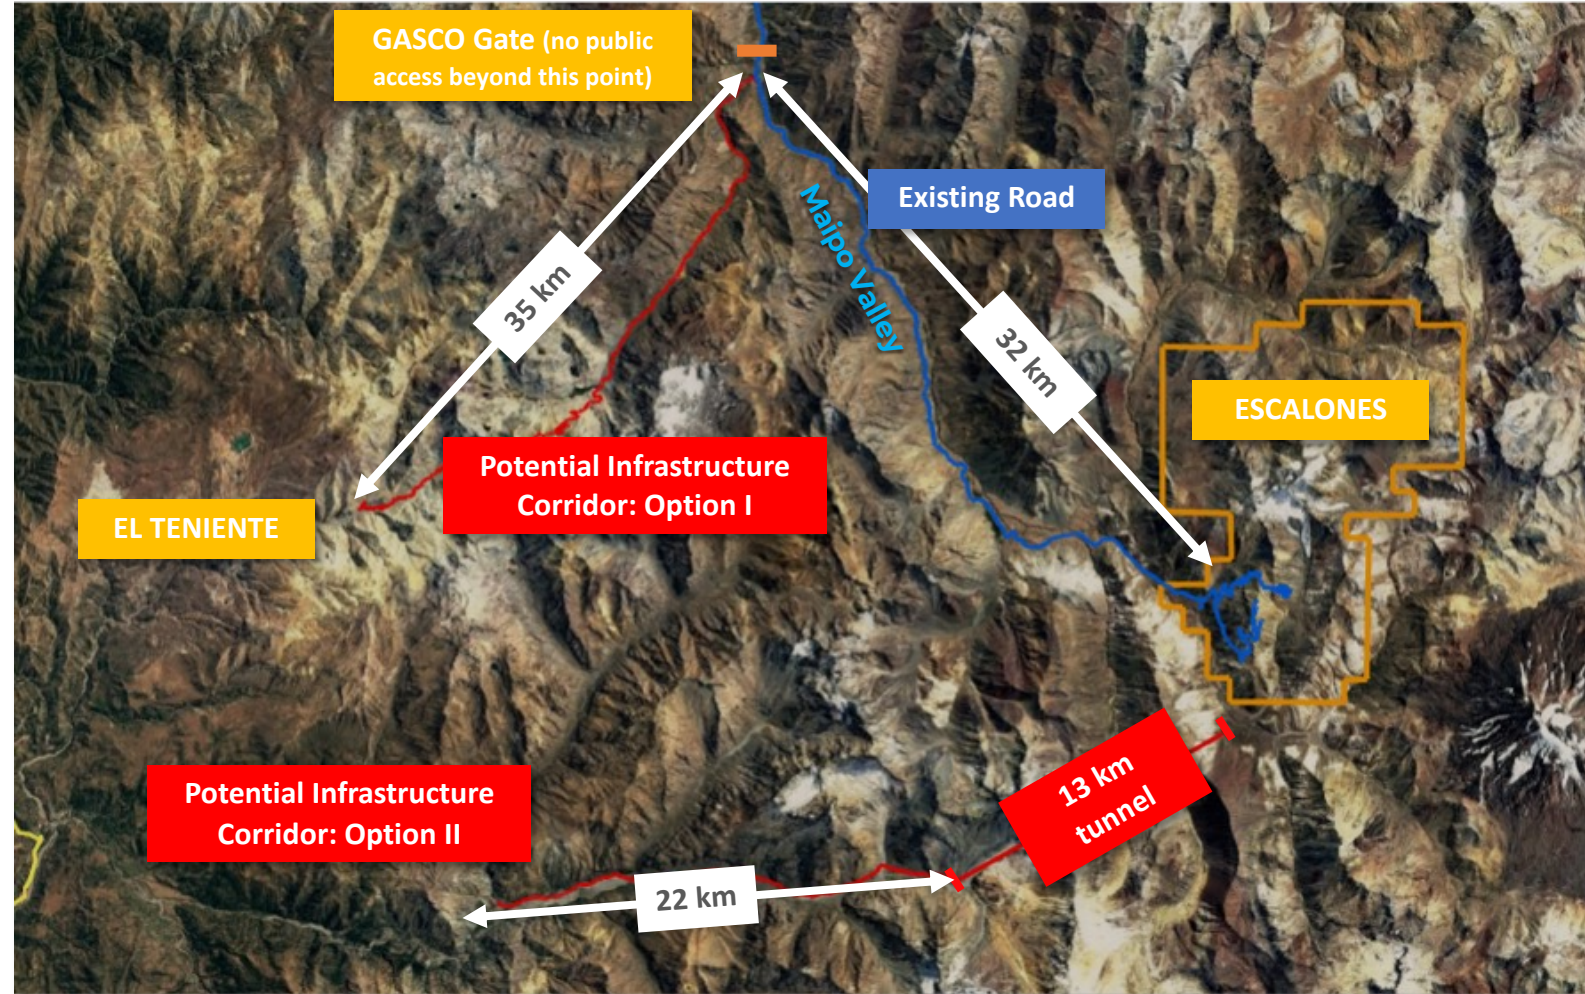 GASCO Gate (no public
access beyond this point)
Existing Road
Maipo Valley
35 km
32 km
ESCALONES
Potential Infrastructure
Corridor: Option I
EL TENIENTE
13 km
tunnel
Potential Infrastructure
Corridor: Option II
22 km